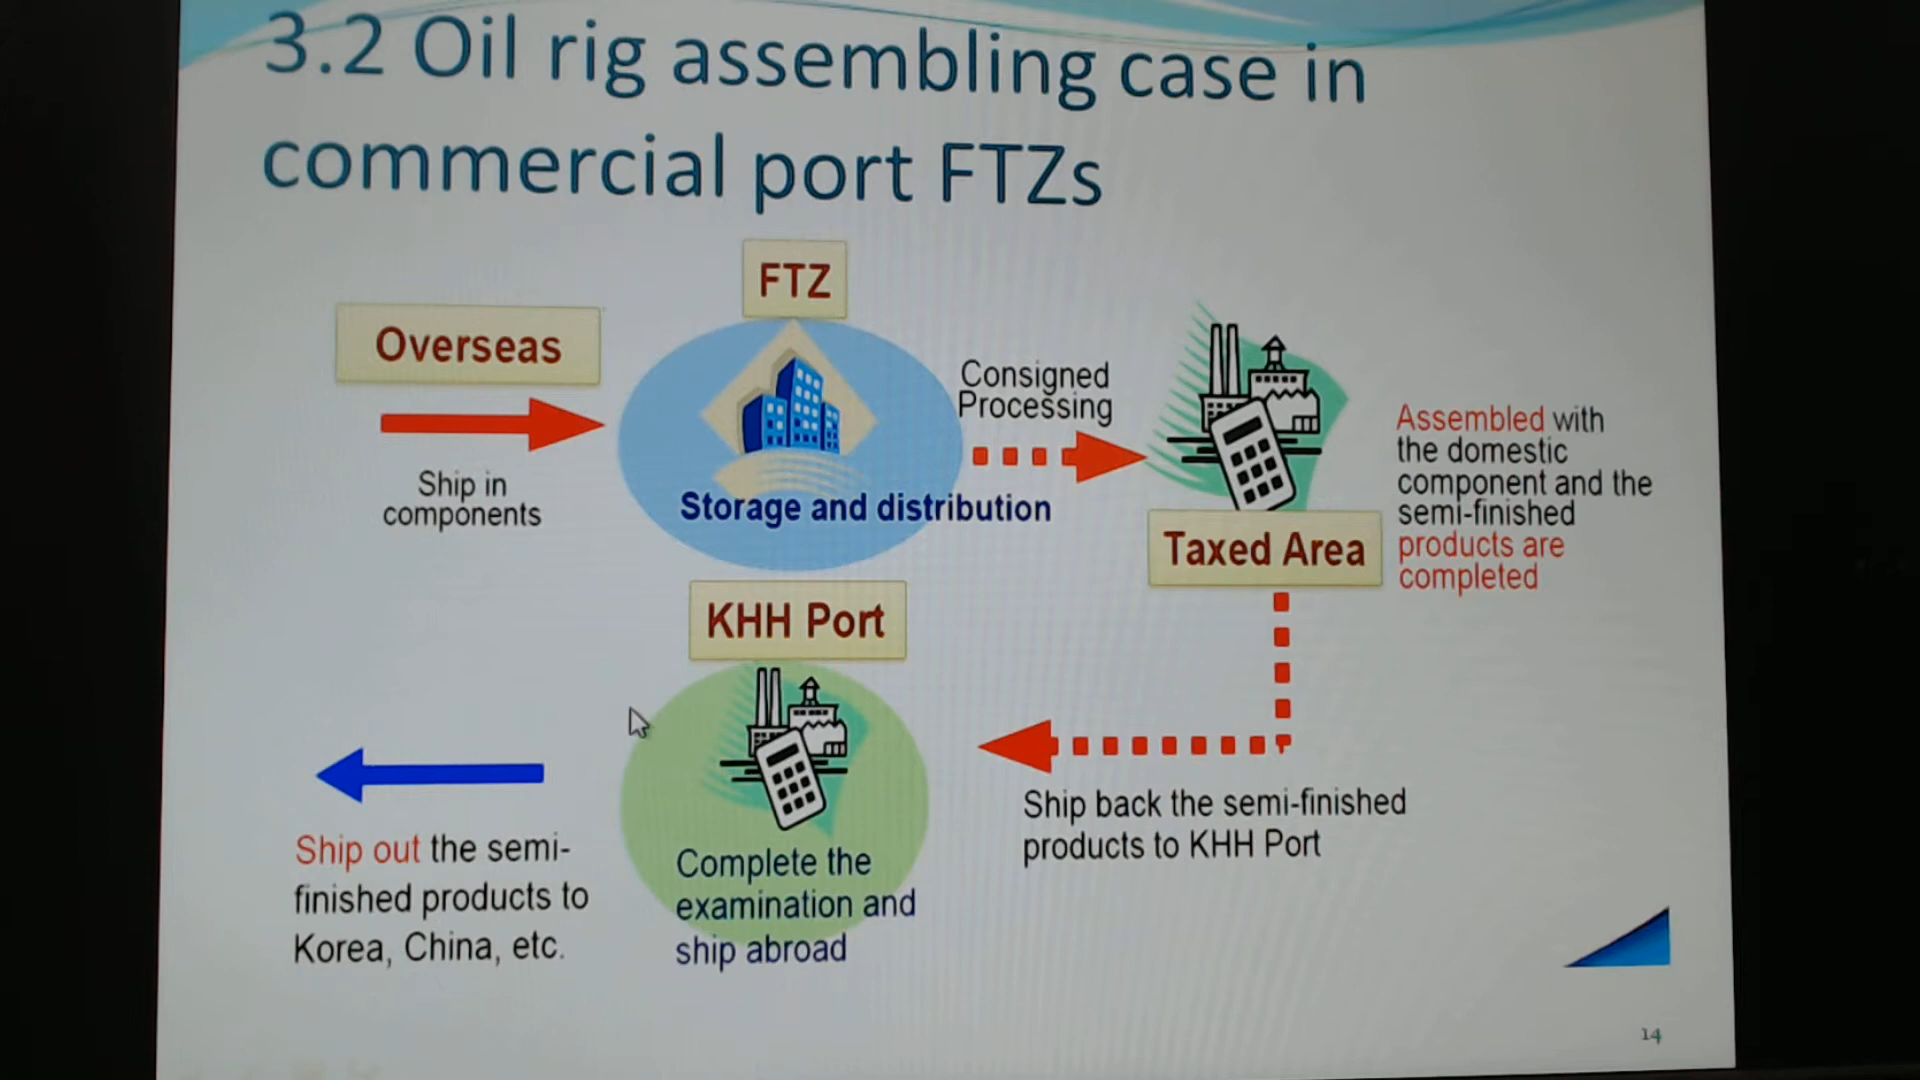 3.2 Oil rig assembling case in
commercial port FTZs
FTZ
Overseas
Ship in
components
Storage and distribution
Consigned
Processing
Taxed Area
Assembled with
the domestic
component and the
semi-finished
products are
completed
KHH Port
Complete the
examination and
ship abroad
Ship back the semi-finished
products to KHH Port
Ship out the semi-
finished products to
Korea, China, etc.
14